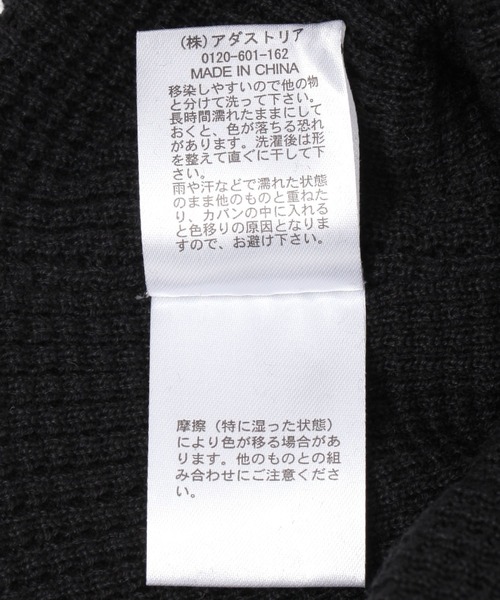 (株)アダストリア
0120-601-162
MADE IN CHINA
移染しやすいので他の物
と分けて洗って下さい。
長時間濡れたままにして
おくと、色が落ちる恐れ
があります。洗濯後は形
を整えて直ぐに干して下
さい。
雨や汗などで濡れた状態
のまま他のものと重ねた
り、カバンの中に入れる
と色移りの原因となりま
すので、お避け下さい。
摩擦（特に湿った状態）
により色が移る場合があ
ります。他のものとの組
み合わせにご注意くださ
い。